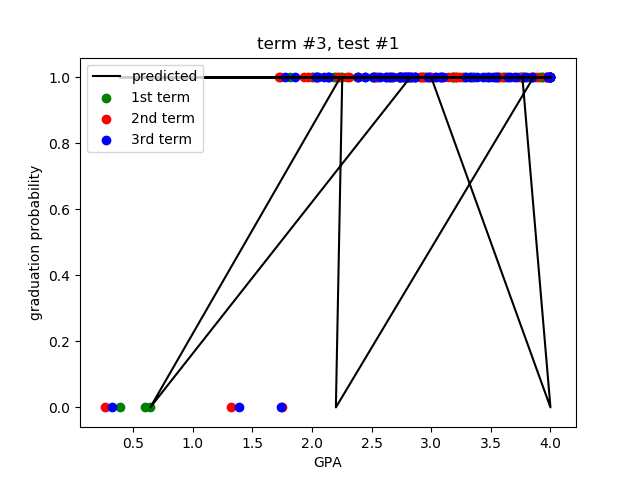 term #3, test #1
predicted
1st term
2nd term
3rd term
graduation probability
1.0
0.8
0.6
0.4
0.2
0.0
0.5 1.0 1.5 2.0 2.5 3.0 3.5 4.0
GPA